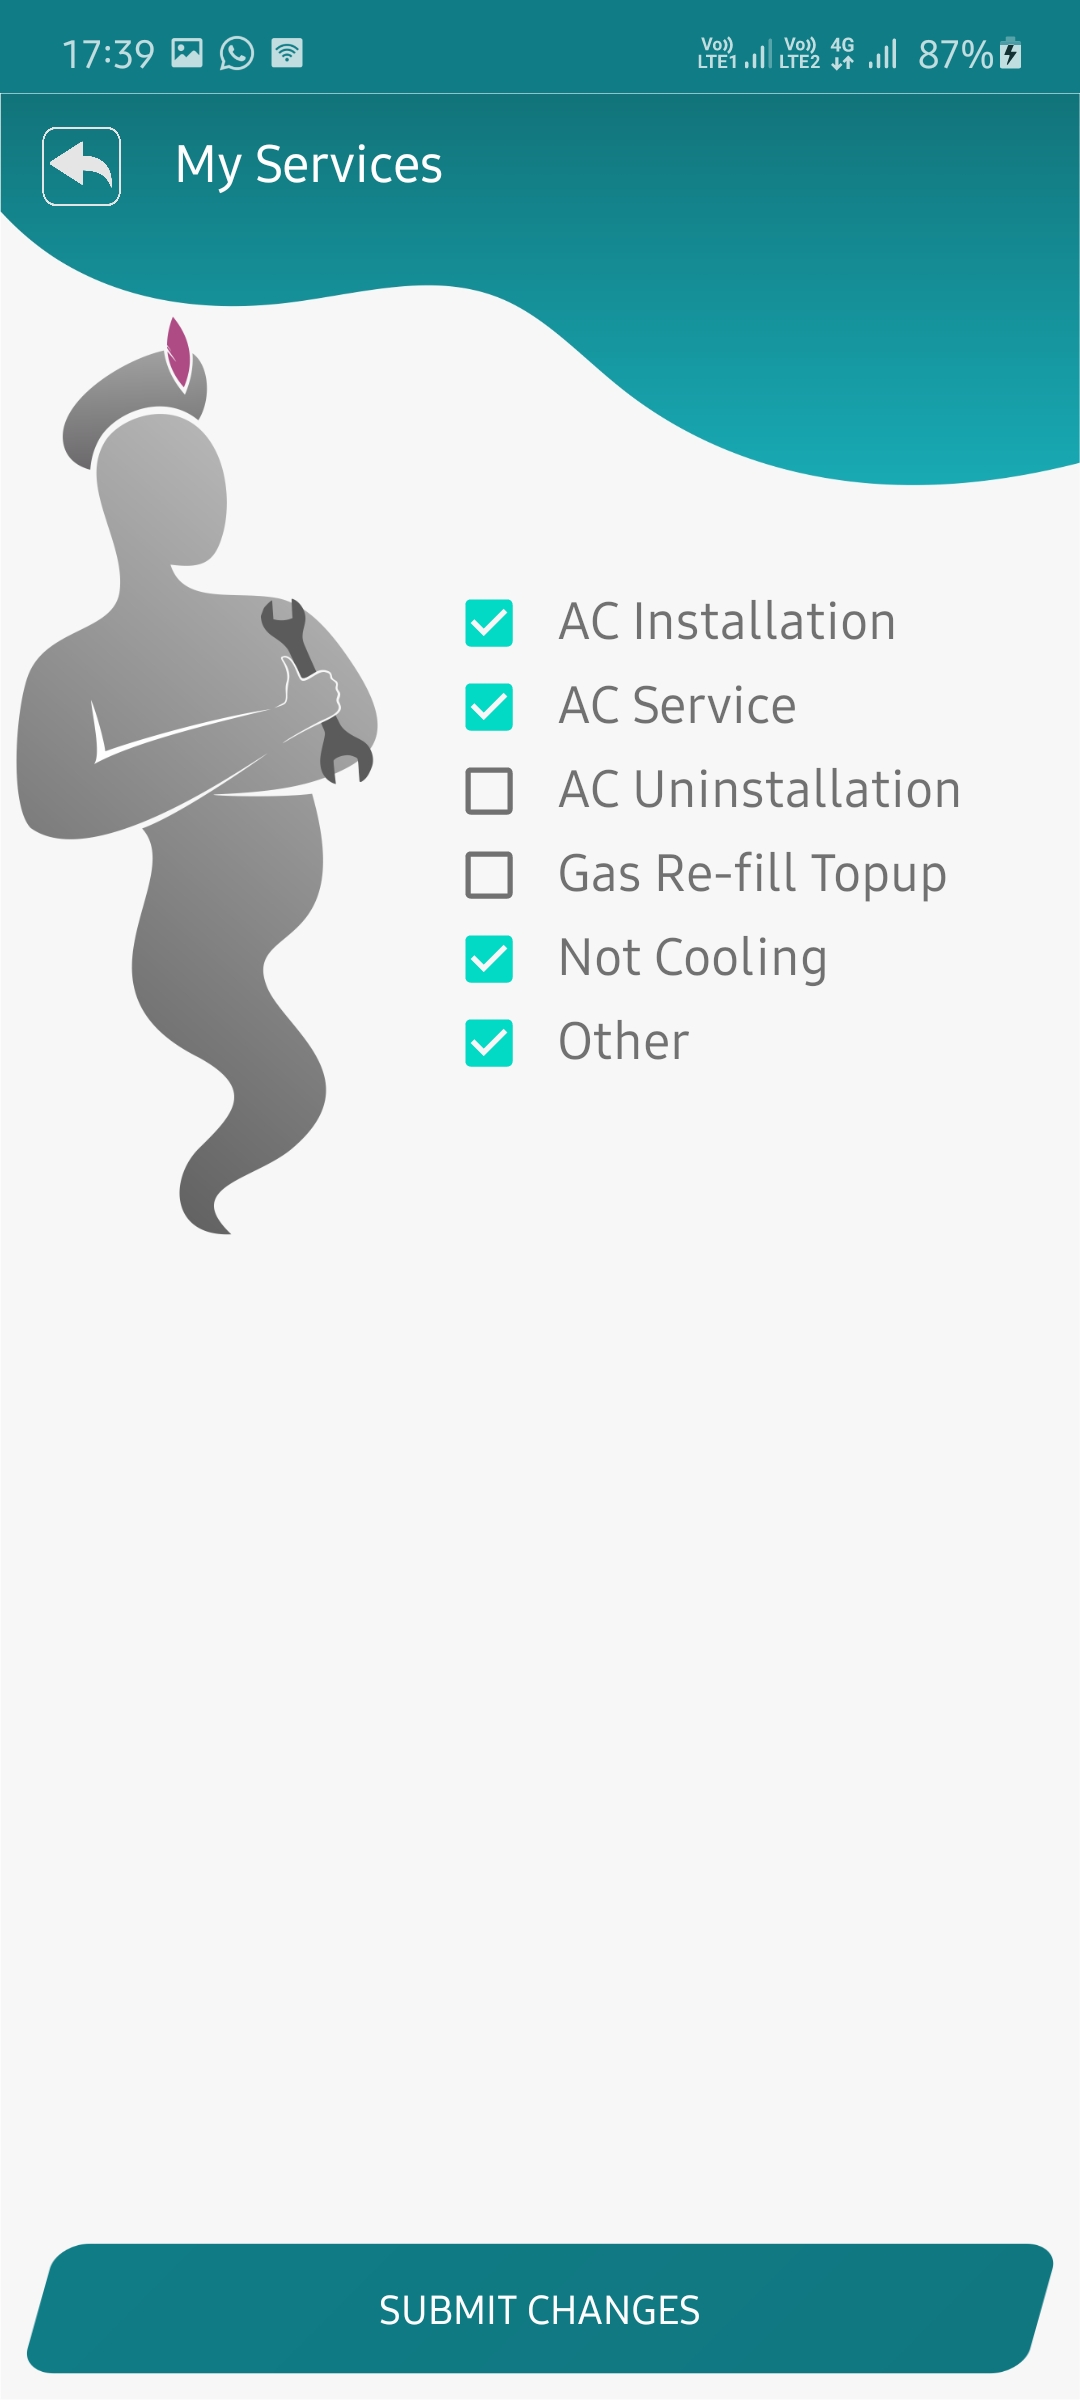 17:39 Vo)) LTE1 Vo)) LTE2 4G 87%
My Services
AC Installation
AC Service
AC Uninstallation
Gas Re-fill Topup
Not Cooling
Other
SUBMIT CHANGES